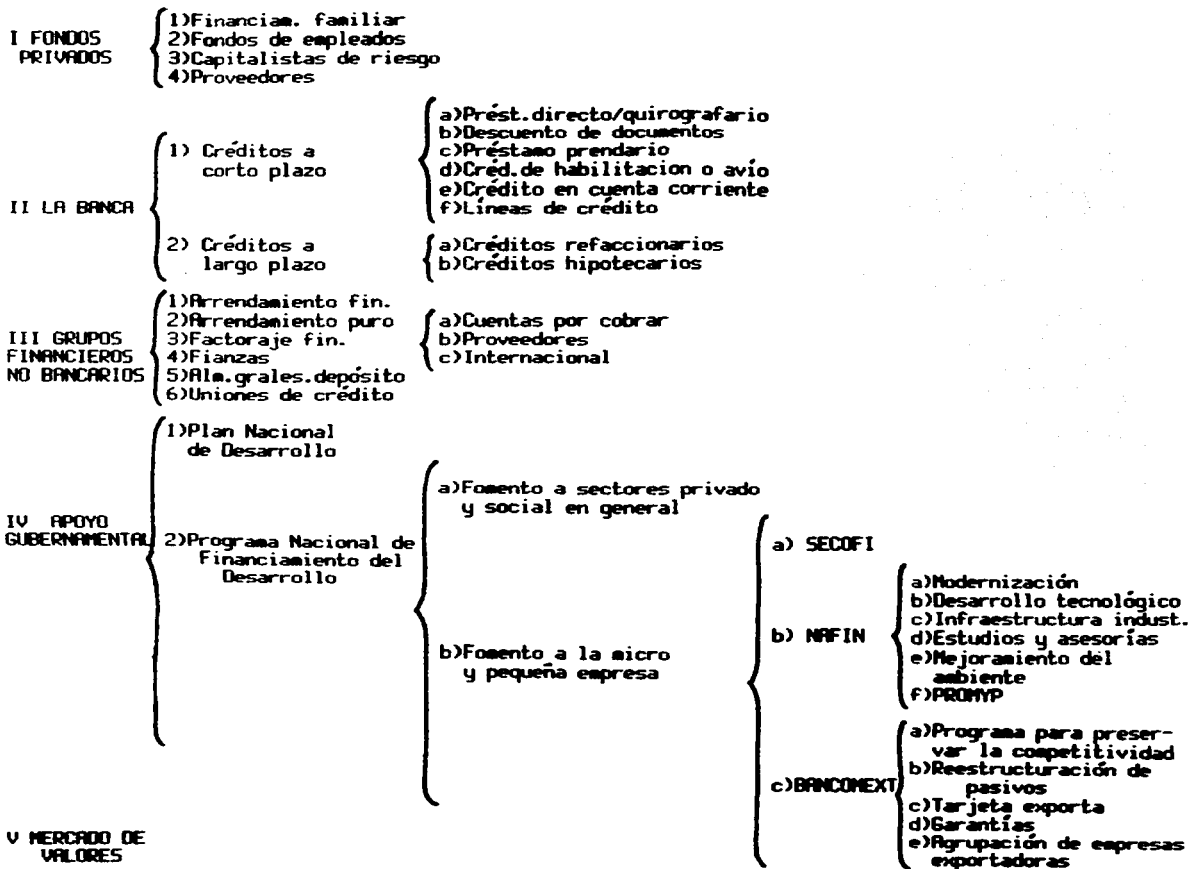 I FONDOS
PRIVADOS
1)Financiam. familiar
2)Fondos de empleados
3)Capitalistas de riesgo
4)Proveedores
II LA BANCA
1) Créditos a
corto plazo
a)Prést.directo/quirografario
b)Descuento de documentos
c)Préstamo prendario
d)Créd.de habilitacion o avío
e)Crédito en cuenta corriente
f)Líneas de crédito
2) Créditos a
largo plazo
a)Créditos refaccionarios
b)Créditos hipotecarios
III GRUPOS
FINANCIEROS
NO BANCARIOS
1)Arrendamiento fin.
2)Arrendamiento puro
3)Factoraje fin.
4)Fianzas
5)Alm.grales.depósito
6)Uniones de crédito
a)Cuentas por cobrar
b)Proveedores
c)Internacional
IV APOYO
GUBERNAMENTAL
1)Plan Nacional
de Desarrollo
2)Programa Nacional de
Financiamiento del
Desarrollo
a)Fomento a sectores privado
y social en general
b)Fomento a la micro
y pequeña empresa
a) SECOFI
b) NAFIN
a)Modernización
b)Desarrollo tecnológico
c)Infraestructura indust.
d)Estudios y asesorías
e)Mejoramiento del
ambiente
f)PROMYP
c)BANCOMEXT
a)Programa para preser-
var la competitividad
b)Reestructuración de
pasivos
c)Tarjeta exporta
d)Garantías
e)Agrupación de empresas
exportadoras
V MERCADO DE
VALORES